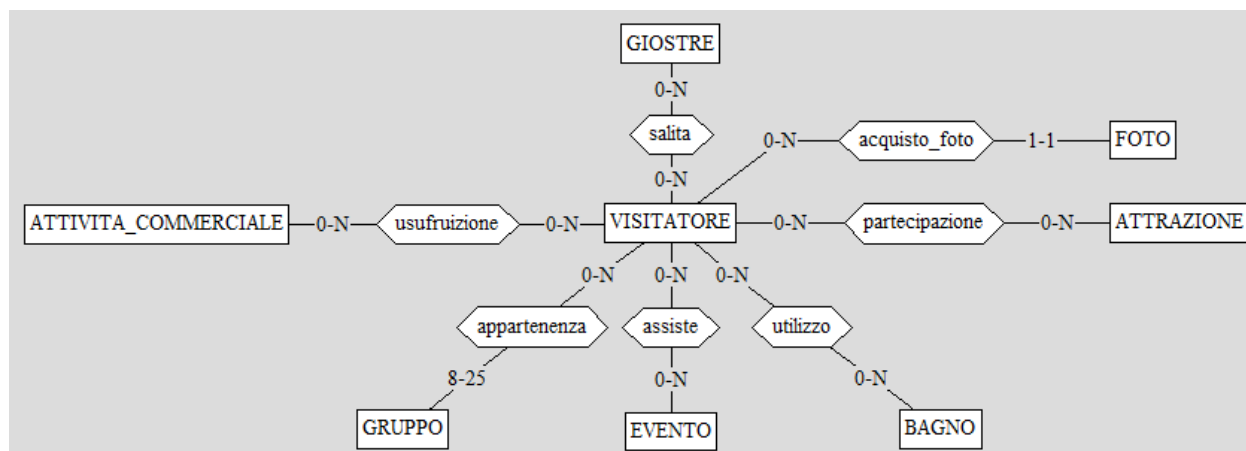 GIOSTRE
0-N
salita
0-N
0-N
acquisto_foto
1-1
FOTO
ATTIVITA_COMMERCIALE
0-N
usufruizione
0-N
VISITATORE
0-N
partecipazione
0-N
ATTRAZIONE
0-N
0-N
0-N
appartenenza
assiste
utilizzo
8-25
0-N
0-N
GRUPPO
EVENTO
BAGNO